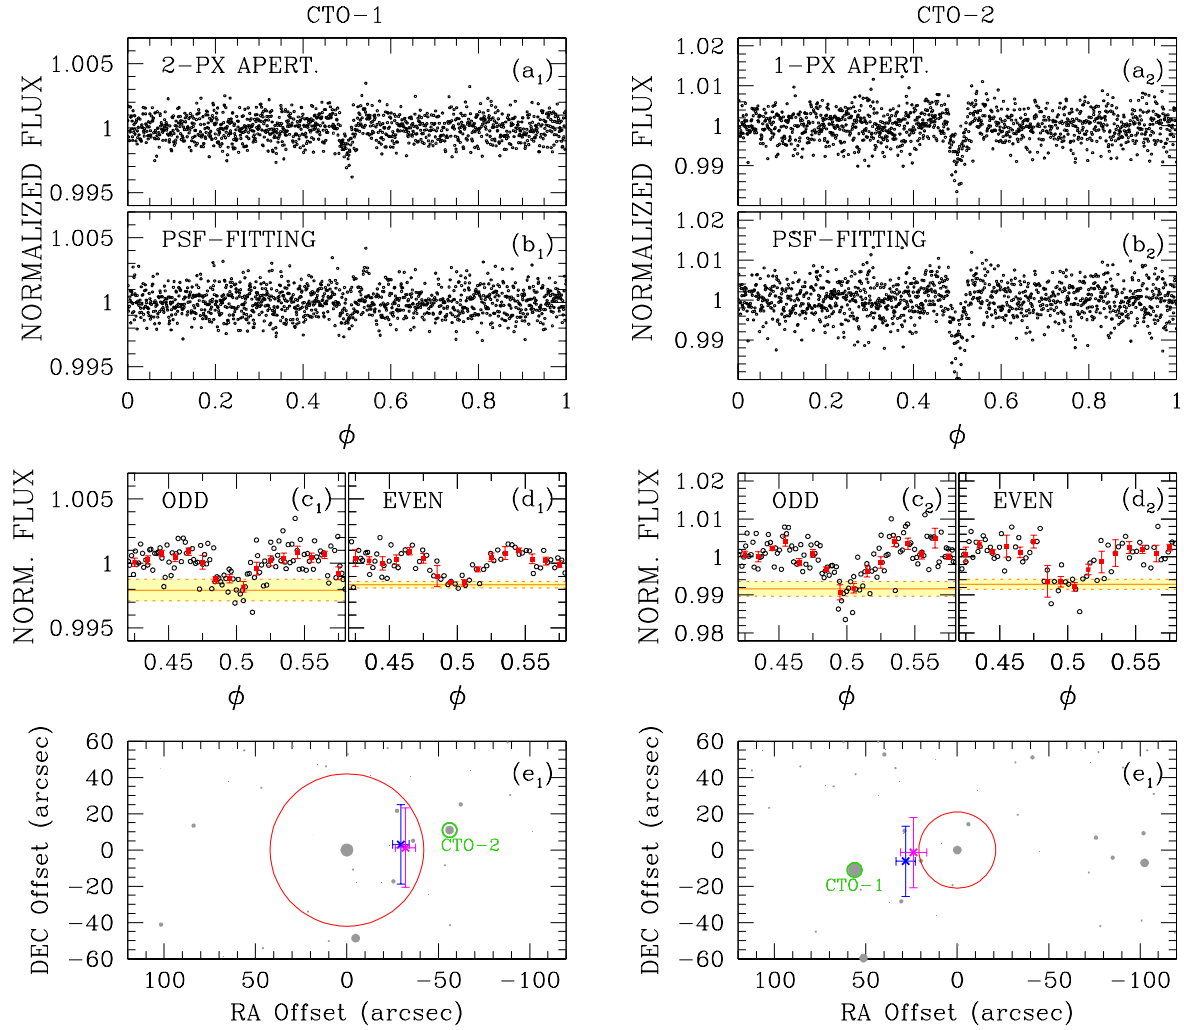 CTO-1
CTO-2
NORMALIZED FLUX
1.005
1
0.995
2-PX APERT.
(a1)
1.005
1
0.995
PSF-FITTING
(b1)
0
0.2
0.4
0.6
0.8
1
ϕ
NORMALIZED FLUX
1.02
1.01
1
0.99
1-PX APERT.
(a2)
1.02
1.01
1
0.99
PSF-FITTING
(b2)
0
0.2
0.4
0.6
0.8
1
ϕ
NORM. FLUX
1.005
1
0.995
ODD
(c1)
EVEN
(d1)
0.45
0.5
0.55
0.45
0.5
0.55
ϕ
ϕ
NORM. FLUX
1.02
1.01
1
0.99
0.98
ODD
(c2)
EVEN
(d2)
0.45
0.5
0.55
0.45
0.5
0.55
ϕ
ϕ
DEC Offset (arcsec)
60
40
20
0
-20
-40
-60
(e1)
CTO-2
100
50
0
-50
-100
RA Offset (arcsec)
DEC Offset (arcsec)
60
40
20
0
-20
-40
-60
(e1)
CTO-1
100
50
0
-50
-100
RA Offset (arcsec)